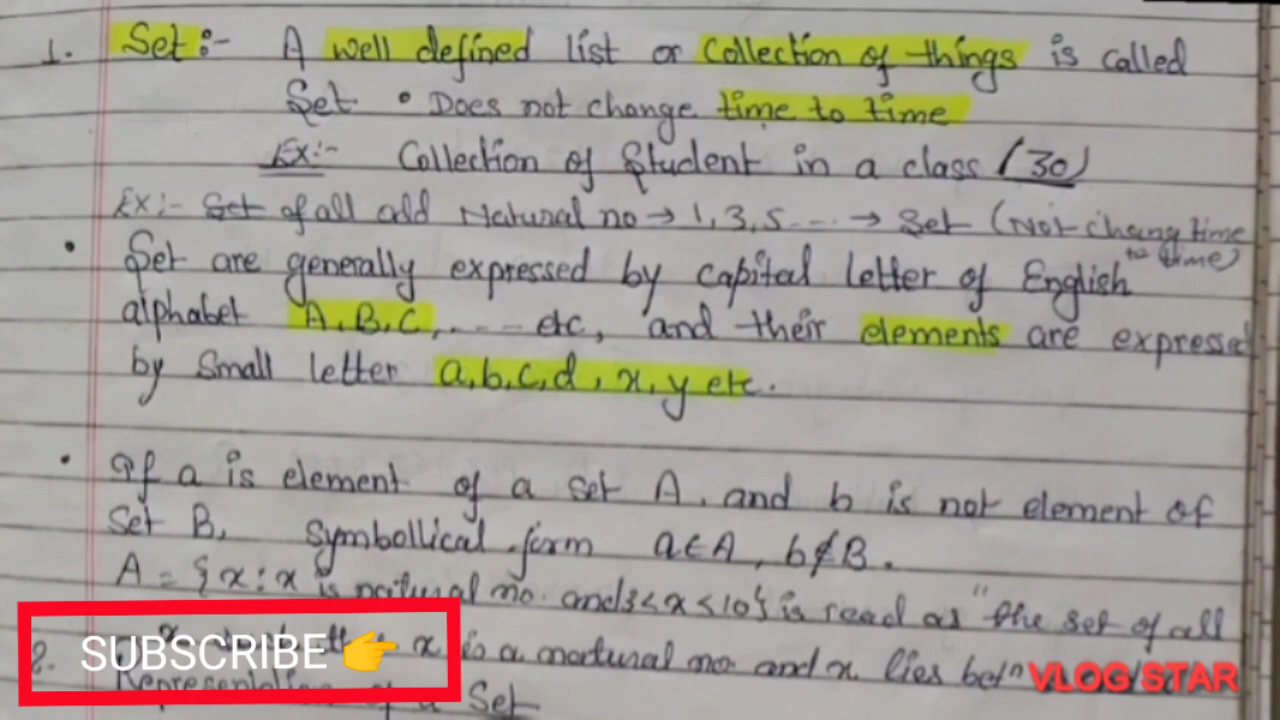 1. Set:- A well defined list or collection of things is called
Set • Does not change time to time
Ex:- Collection of Student in a class (30)
Ex:- Set of all odd Natural no → 1, 3, 5.... → Set (Not chang time
to time)
• Set are generally expressed by capital letter of English
alphabet A, B, C, .... etc, and their elements are expressed
by small letter a, b, c, d, x, y etc.
• If a is element of a set A, and b is not element of
Set B, Symbollical form a∈A, b∉B.
A = {x : x is natural no. and 3<x<10} is read as "the set of all
x is a natural no. and x lies betn
2. Representation of a Set
SUBSCRIBE 👉
VLOG STAR